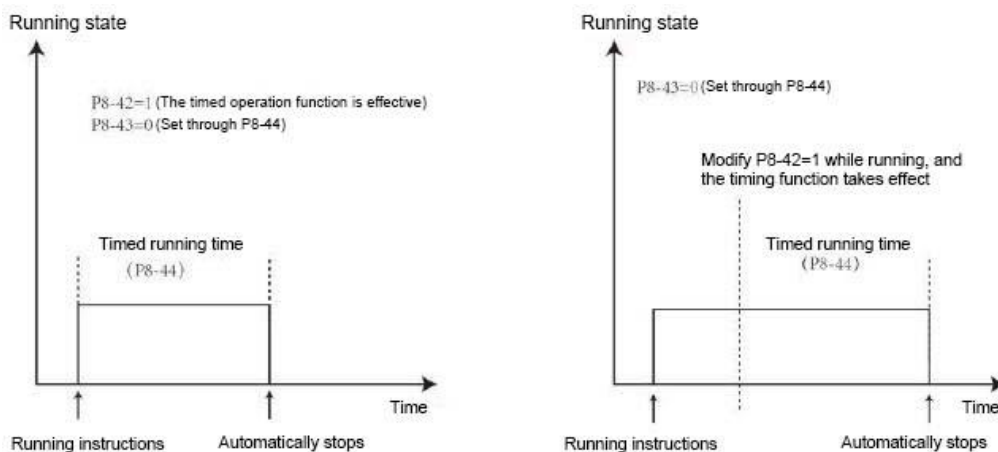 Running state
P8-42=1 (The timed operation function is effective)
P8-43=0 (Set through P8-44)
Timed running time
(P8-44)
Time
Running instructions
Automatically stops
Running state
P8-43=0 (Set through P8-44)
Modify P8-42=1 while running, and
the timing function takes effect
Timed running time
(P8-44)
Time
Running instructions
Automatically stops